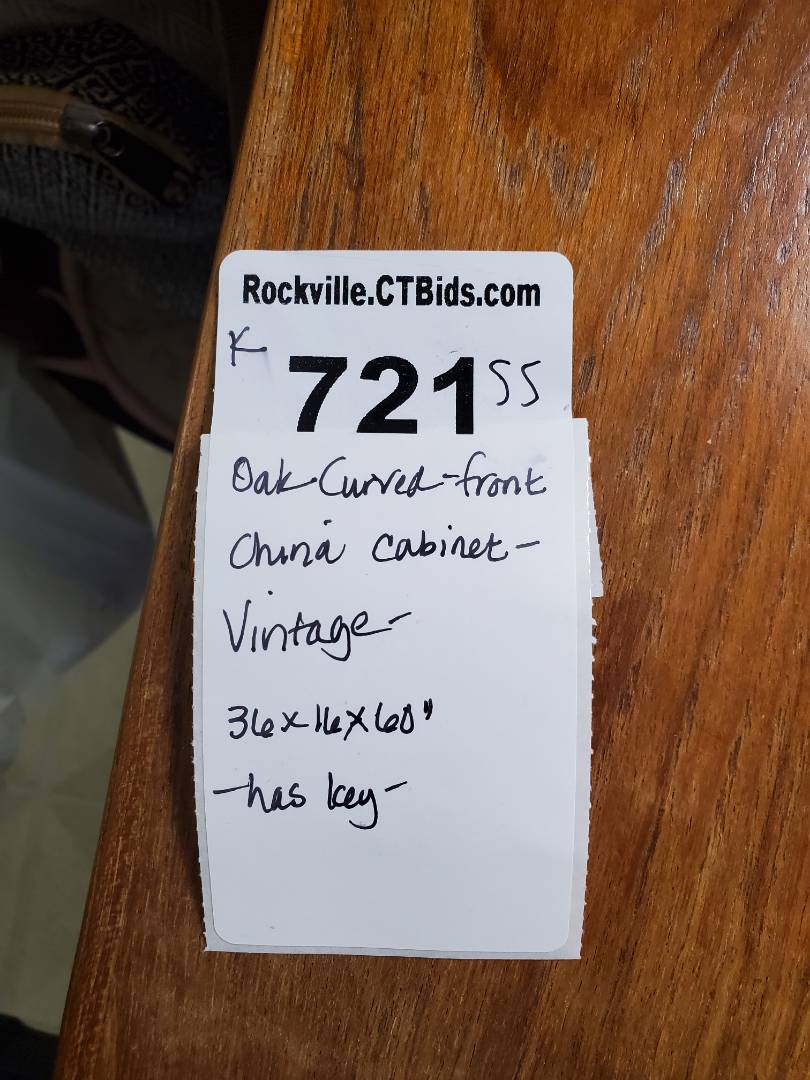 Rockville.CTBids.com
K 721 SS
Oak Curved-front
China Cabinet-
Vintage-
36x16x60"
-has key-